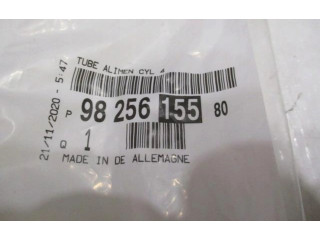 TUBE ALIMEN CYL 4
P 98 256 155 80
Q 1
MADE IN DE ALLEMAGNE
21/11/2020 - 5:47